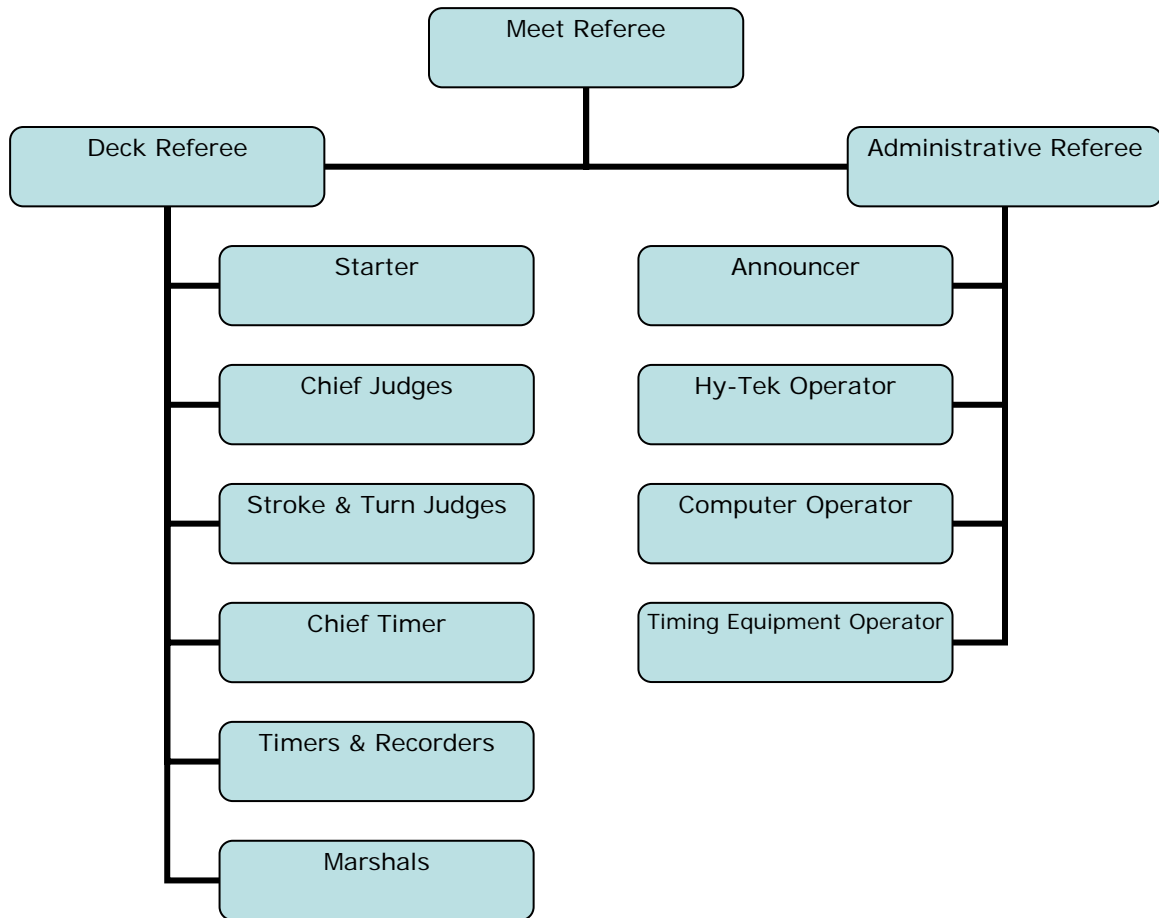 Meet Referee
Deck Referee
Administrative Referee
Starter
Announcer
Chief Judges
Hy-Tek Operator
Stroke & Turn Judges
Computer Operator
Chief Timer
Timing Equipment Operator
Timers & Recorders
Marshals